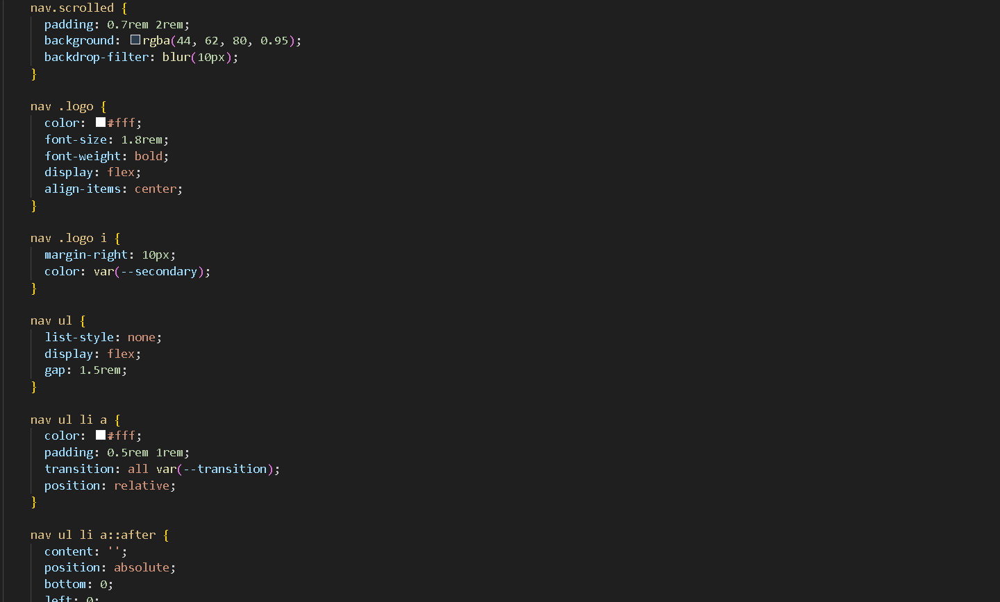 nav.scrolled {
padding: 0.7rem 2rem;
background: rgba(44, 62, 80, 0.95);
backdrop-filter: blur(10px);
}
nav .logo {
color: #fff;
font-size: 1.8rem;
font-weight: bold;
display: flex;
align-items: center;
}
nav .logo i {
margin-right: 10px;
color: var(--secondary);
}
nav ul {
list-style: none;
display: flex;
gap: 1.5rem;
}
nav ul li a {
color: #fff;
padding: 0.5rem 1rem;
transition: all var(--transition);
position: relative;
}
nav ul li a::after {
content: '';
position: absolute;
bottom: 0;
left: 0;